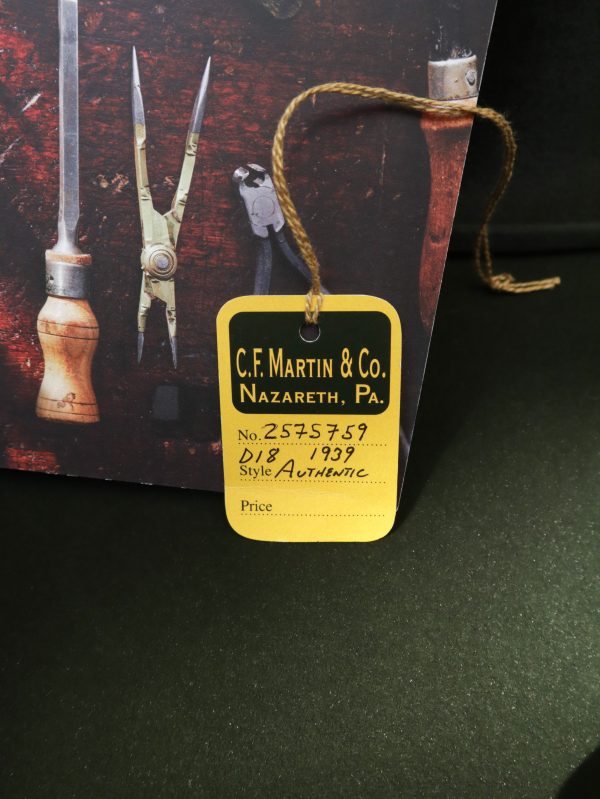 C.F. MARTIN & CO.
NAZARETH, PA.
No. 2575759
D18 1939
Style AUTHENTIC
Price